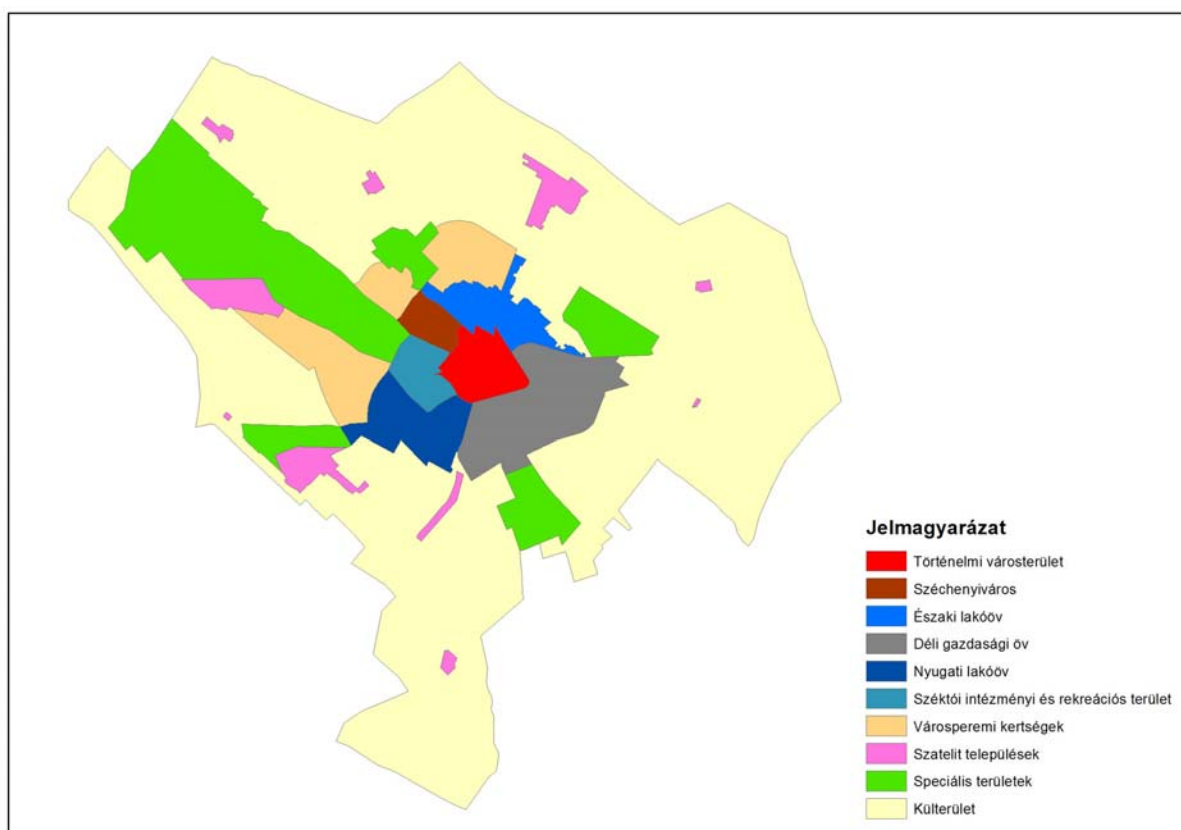 Jelmagyarázat
Történelmi városterület
Széchenyiváros
Északi lakóöv
Déli gazdasági öv
Nyugati lakóöv
Széktói intézményi és rekreációs terület
Városperemi kertségek
Szatelit települések
Speciális területek
Külterület